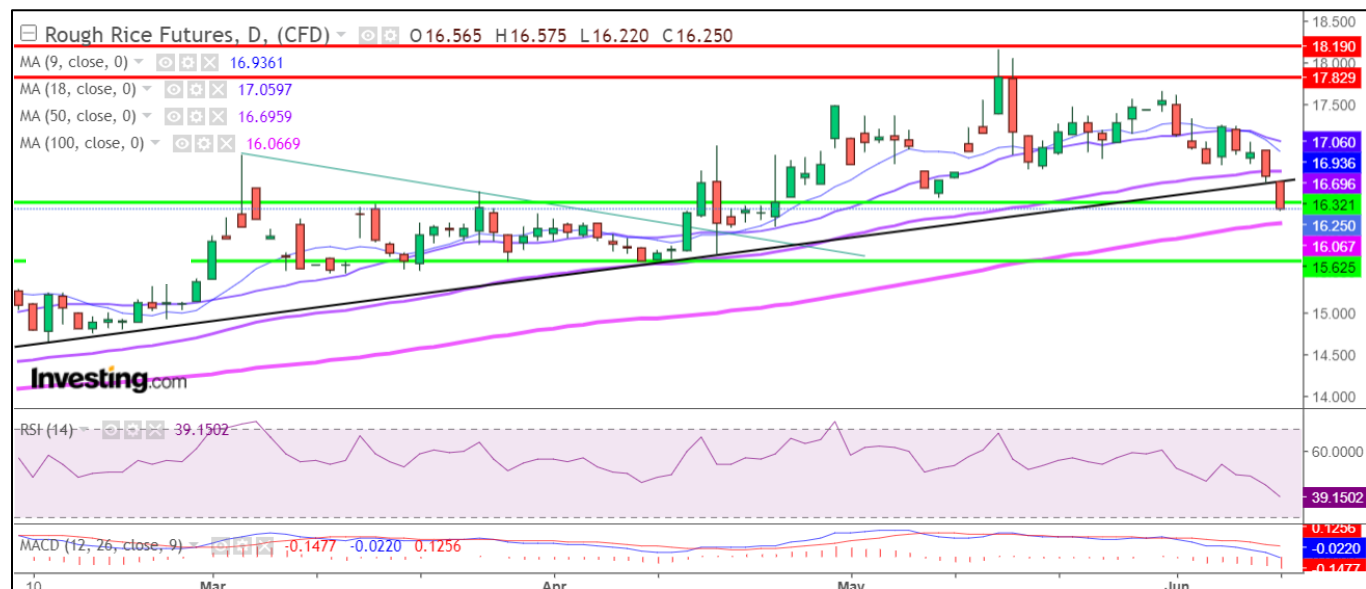 Rough Rice Futures, D, (CFD) O16.565 H16.575 L16.220 C16.250
MA (9, close, 0) 16.9361
MA (18, close, 0) 17.0597
MA (50, close, 0) 16.6959
MA (100, close, 0) 16.0669
18.500
18.190
18.000
17.829
17.500
17.060
16.936
16.696
16.321
16.250
16.067
15.625
15.000
14.500
14.000
Investing.com
RSI (14) 39.1502
60.0000
39.1502
MACD (12, 26, close, 9) -0.1477 -0.0220 0.1256
0.1256
-0.0220
-0.1477
10 Mar Apr May Jun